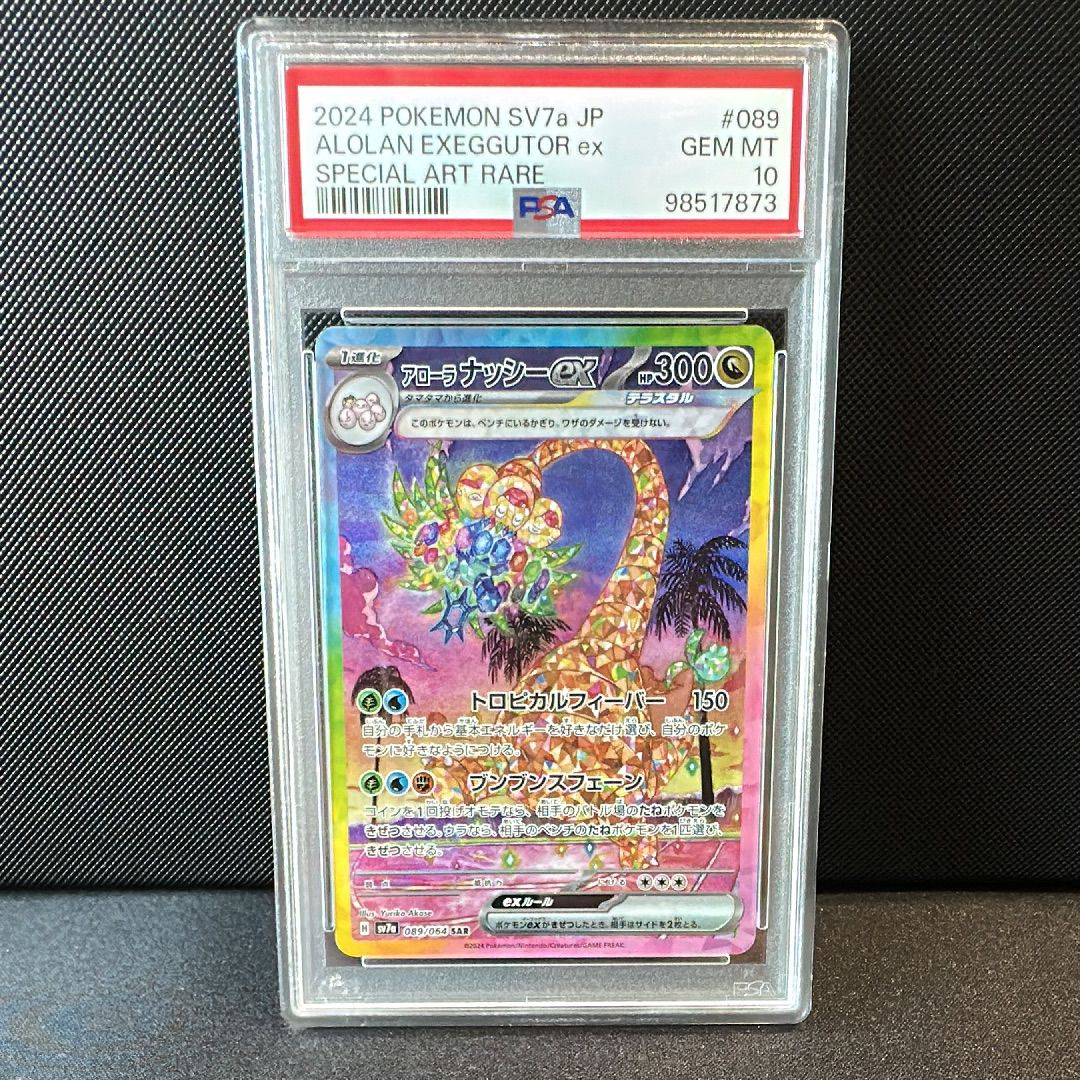 2024 POKEMON SV7a JP #089
ALOLAN EXEGGUTOR ex GEM MT
SPECIAL ART RARE 10
PSA 98517873
1進化 アローラ ナッシーex HP300
タマタマから進化 テラスタル
このポケモンは、ベンチにいるかぎり、ワザのダメージを受けない。
トロピカルフィーバー 150
自分の手札から基本エネルギーを好きなだけ選び、自分のポケ
モンに好きなようにつける。
ブンブンスフェーン
コインを1回投げオモテなら、相手のバトル場のたねポケモンを
きぜつさせる。ウラなら、相手のベンチのたねポケモンを1匹選び、
きぜつさせる。
弱点 抵抗力 にげる
exルール
ポケモンexがきぜつしたとき、相手はサイドを2枚とる。
Illus. Yuriko Akase
H sv7a 089/064 SAR
©2024 Pokémon/Nintendo/Creatures/GAME FREAK.
PSA